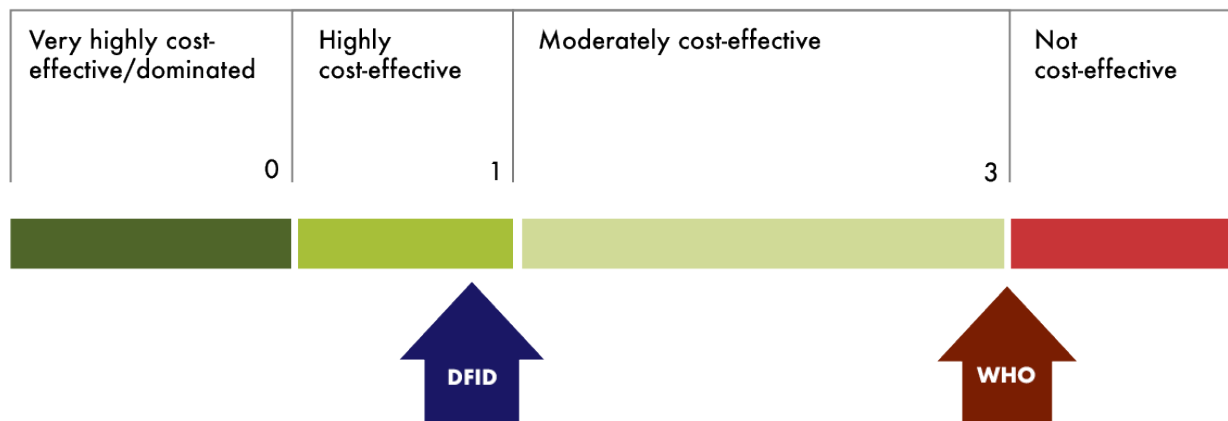 Very highly cost-
effective/dominated
0
Highly
cost-effective
1
Moderately cost-effective
3
Not
cost-effective
DFID
WHO